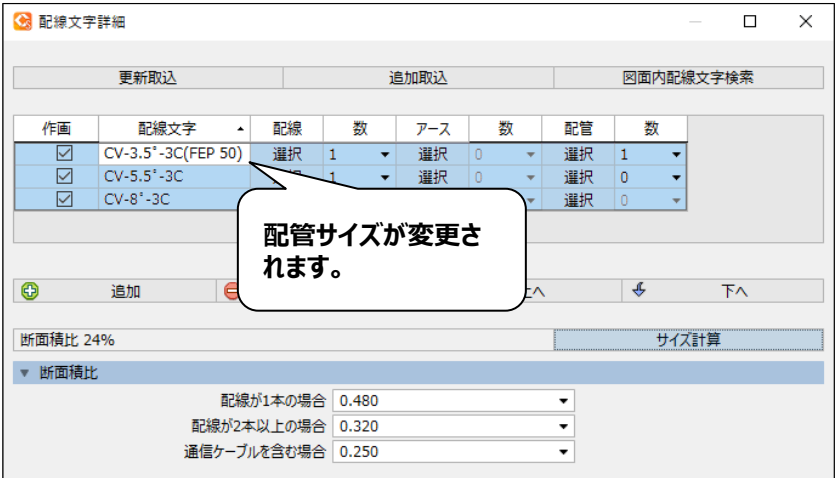 配線文字詳細
更新取込 追加取込 図面内配線文字検索
作画 配線文字 配線 数 アース 数 配管 数
CV-3.5ﾟ-3C(FEP 50) 選択 1 選択 0 選択 1
CV-5.5ﾟ-3C 1 選択 0 選択 0
CV-8ﾟ-3C 選択 0
配管サイズが変更さ
れます。
追加 上へ 下へ
断面積比 24% サイズ計算
断面積比
配線が1本の場合 0.480
配線が2本以上の場合 0.320
通信ケーブルを含む場合 0.250